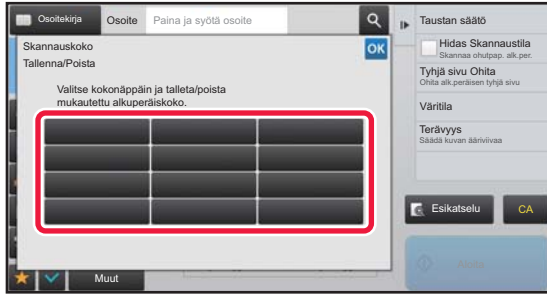 Osoitekirja
Osoite
Paina ja syötä osoite
Taustan säätö
Skannauskoko
OK
Tallenna/Poista
Hidas Skannaustila
Skannaa ohutpap. alk.per.
Tyhjä sivu Ohita
Ohita alk.peräisen tyhjä sivu
Valitse kokonäppäin ja talleta/poista
mukautettu alkuperäiskoko.
Väritila
Terävyys
Säädä kuvan ääriviivaa
Esikatselu
CA
Muut